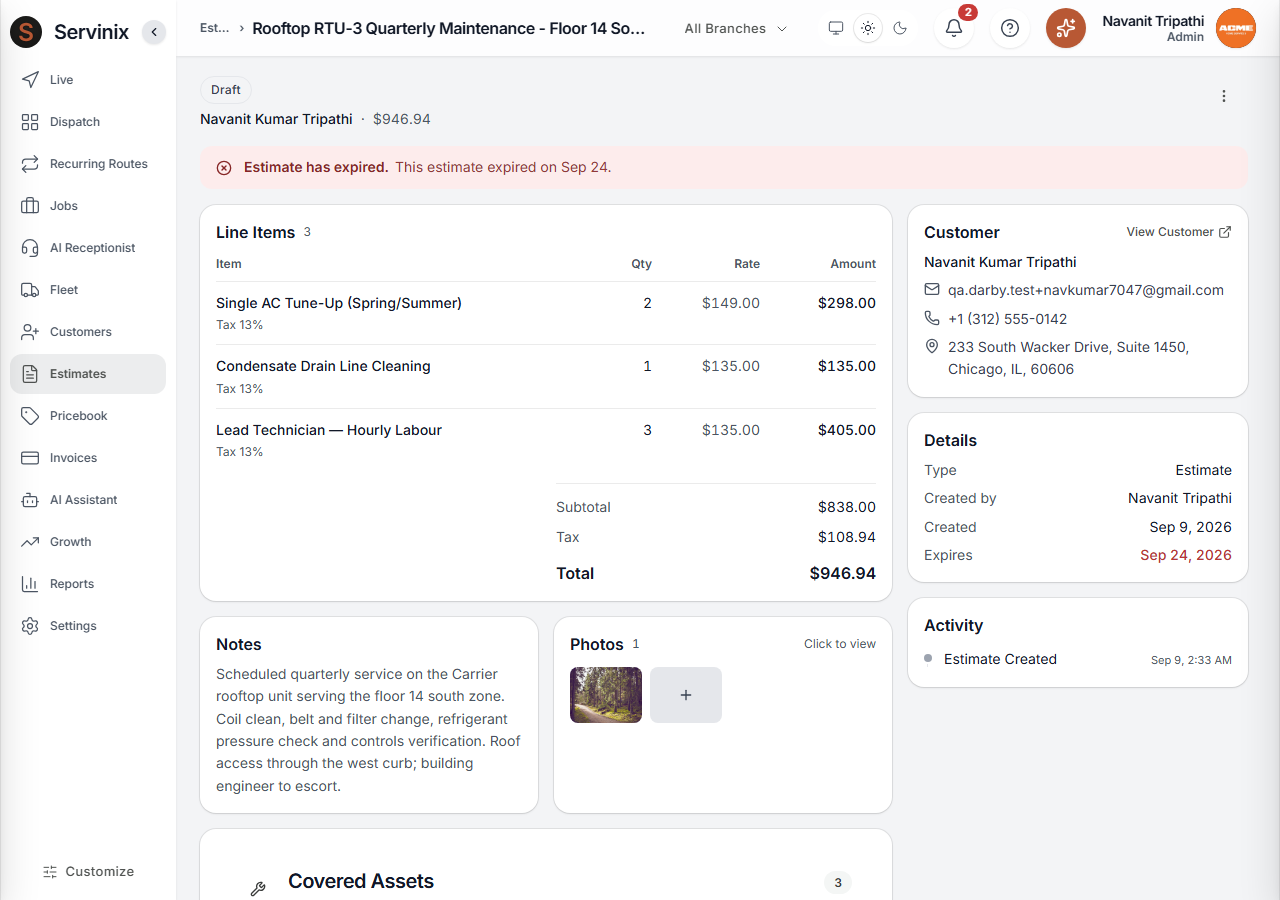 Servinix
Live
Dispatch
Recurring Routes
Jobs
AI Receptionist
Fleet
Customers
Estimates
Pricebook
Invoices
AI Assistant
Growth
Reports
Settings
Customize
Est... › Rooftop RTU-3 Quarterly Maintenance - Floor 14 So...
All Branches
2
Navanit Tripathi
Admin
ACME
Draft
Navanit Kumar Tripathi · $946.94
Estimate has expired. This estimate expired on Sep 24.
Line Items 3
Item Qty Rate Amount
Single AC Tune-Up (Spring/Summer) 2 $149.00 $298.00
Tax 13%
Condensate Drain Line Cleaning 1 $135.00 $135.00
Tax 13%
Lead Technician — Hourly Labour 3 $135.00 $405.00
Tax 13%
Subtotal $838.00
Tax $108.94
Total $946.94
Notes
Scheduled quarterly service on the Carrier
rooftop unit serving the floor 14 south zone.
Coil clean, belt and filter change, refrigerant
pressure check and controls verification. Roof
access through the west curb; building
engineer to escort.
Photos 1 Click to view
Covered Assets 3
Customer View Customer
Navanit Kumar Tripathi
qa.darby.test+navkumar7047@gmail.com
+1 (312) 555-0142
233 South Wacker Drive, Suite 1450,
Chicago, IL, 60606
Details
Type Estimate
Created by Navanit Tripathi
Created Sep 9, 2026
Expires Sep 24, 2026
Activity
Estimate Created Sep 9, 2:33 AM